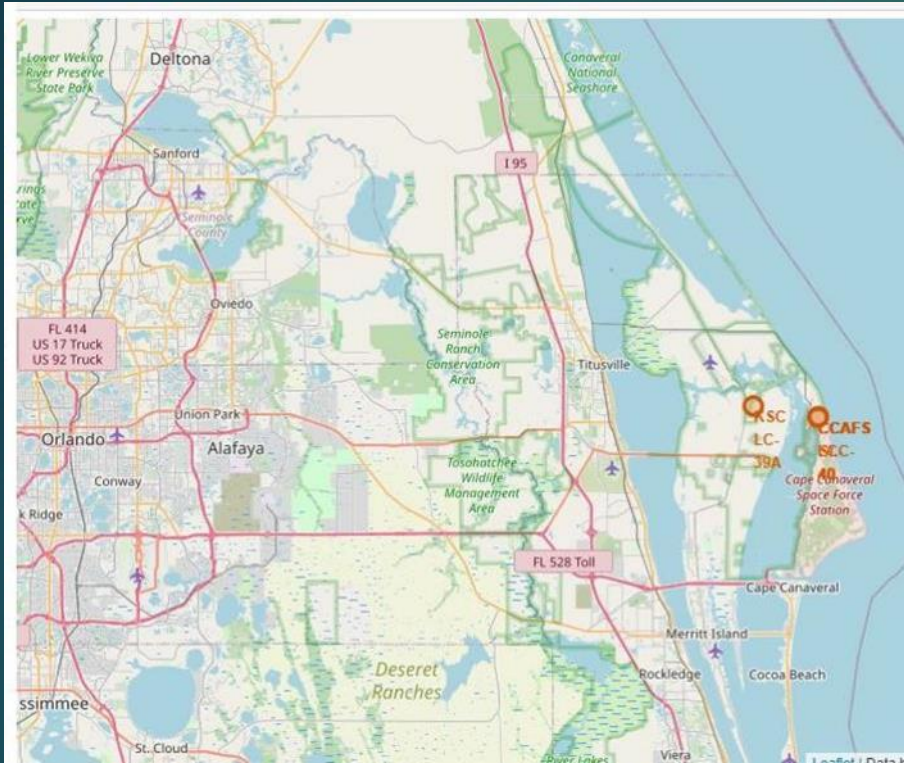 Lower Wekiva
River Preserve
State Park
Deltona
Canaveral
National
Seashore
Sanford
I 95
Seminole
County
Oviedo
FL 414
US 17 Truck
US 92 Truck
Seminole
Ranch
Conservation
Area
Titusville
Union Park
Orlando
Alafaya
KSC
LC-
39A
CCAFS
40
Tosohatchee
Wildlife
Management
Area
Cape Canaveral
Space Force
Station
Conway
k Ridge
FL 528 Toll
Cape Canaveral
Merritt Island
Deseret
Ranches
Rockledge
Cocoa Beach
ssimmee
St. Cloud
Viera
River Lakes
Leaflet | Data b